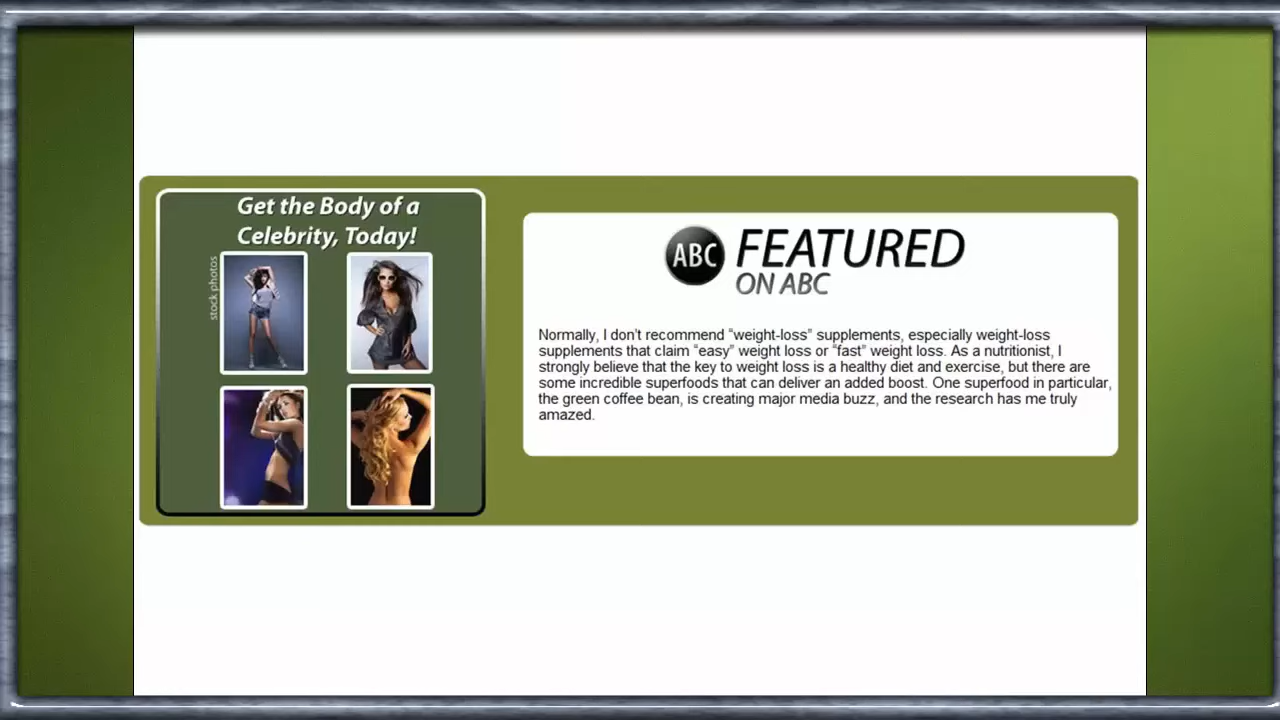 Get the Body of a
Celebrity, Today!
stock photos
ABC
FEATURED
ON ABC
Normally, I don't recommend “weight-loss” supplements, especially weight-loss
supplements that claim “easy” weight loss or “fast” weight loss. As a nutritionist, I
strongly believe that the key to weight loss is a healthy diet and exercise, but there are
some incredible superfoods that can deliver an added boost. One superfood in particular,
the green coffee bean, is creating major media buzz, and the research has me truly
amazed.